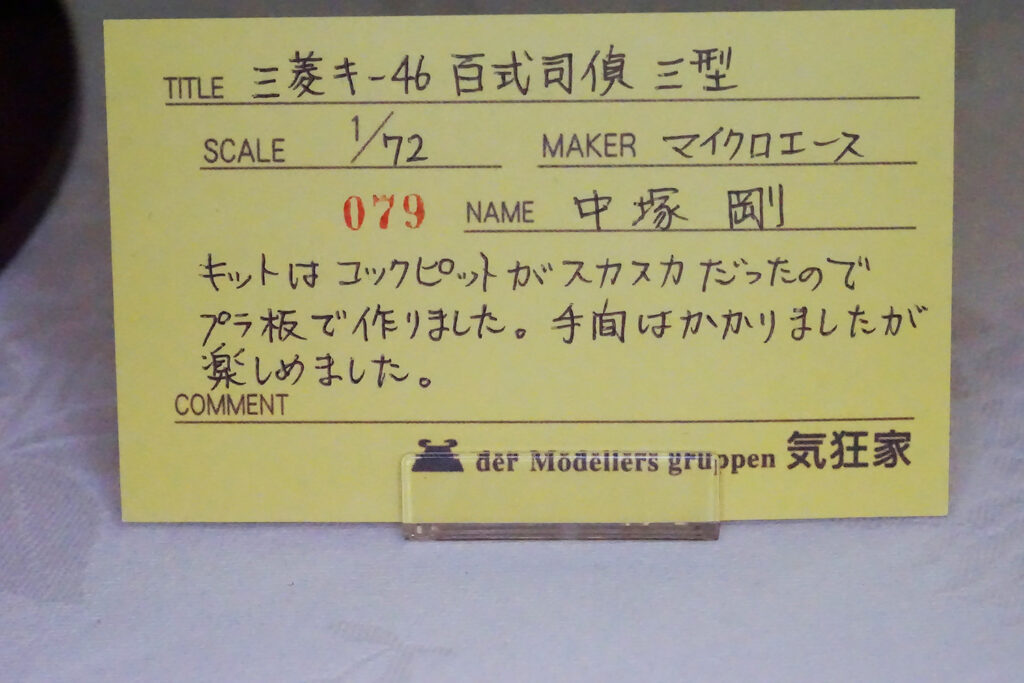 TITLE 三菱キ-46 百式司偵 三型
SCALE 1/72 MAKER マイクロエース
079 NAME 中塚 剛
キットはコックピットがスカスカだったので
プラ板で作りました。手間はかかりましたが
楽しめました。
COMMENT
der Modellers gruppen 気狂家